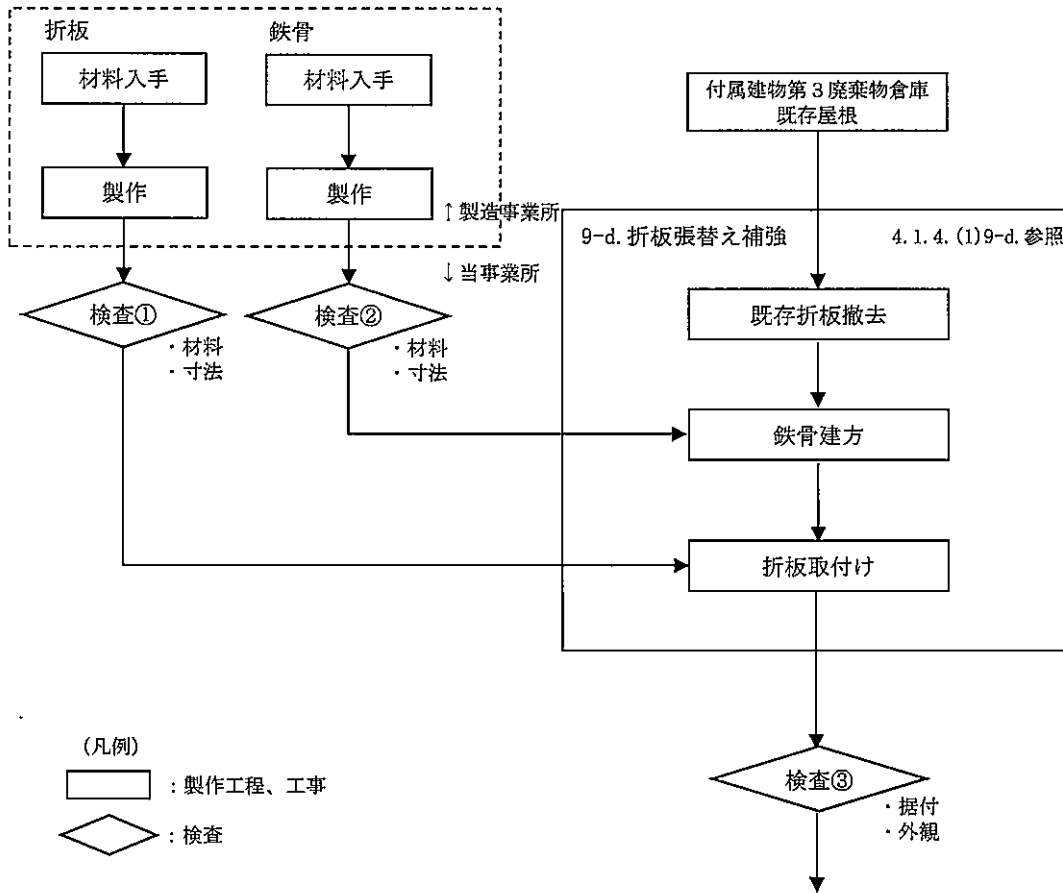 折板
鉄骨
材料入手
材料入手
製作
製作
↑製造事業所
↓当事業所
検査①
・材料
・寸法
検査②
・材料
・寸法
付属建物第3廃棄物倉庫
既存屋根
9-d. 折板張替え補強
4.1.4.(1)9-d.参照
既存折板撤去
鉄骨建方
折板取付け
検査③
・据付
・外観
(凡例)
：製作工程、工事
：検査